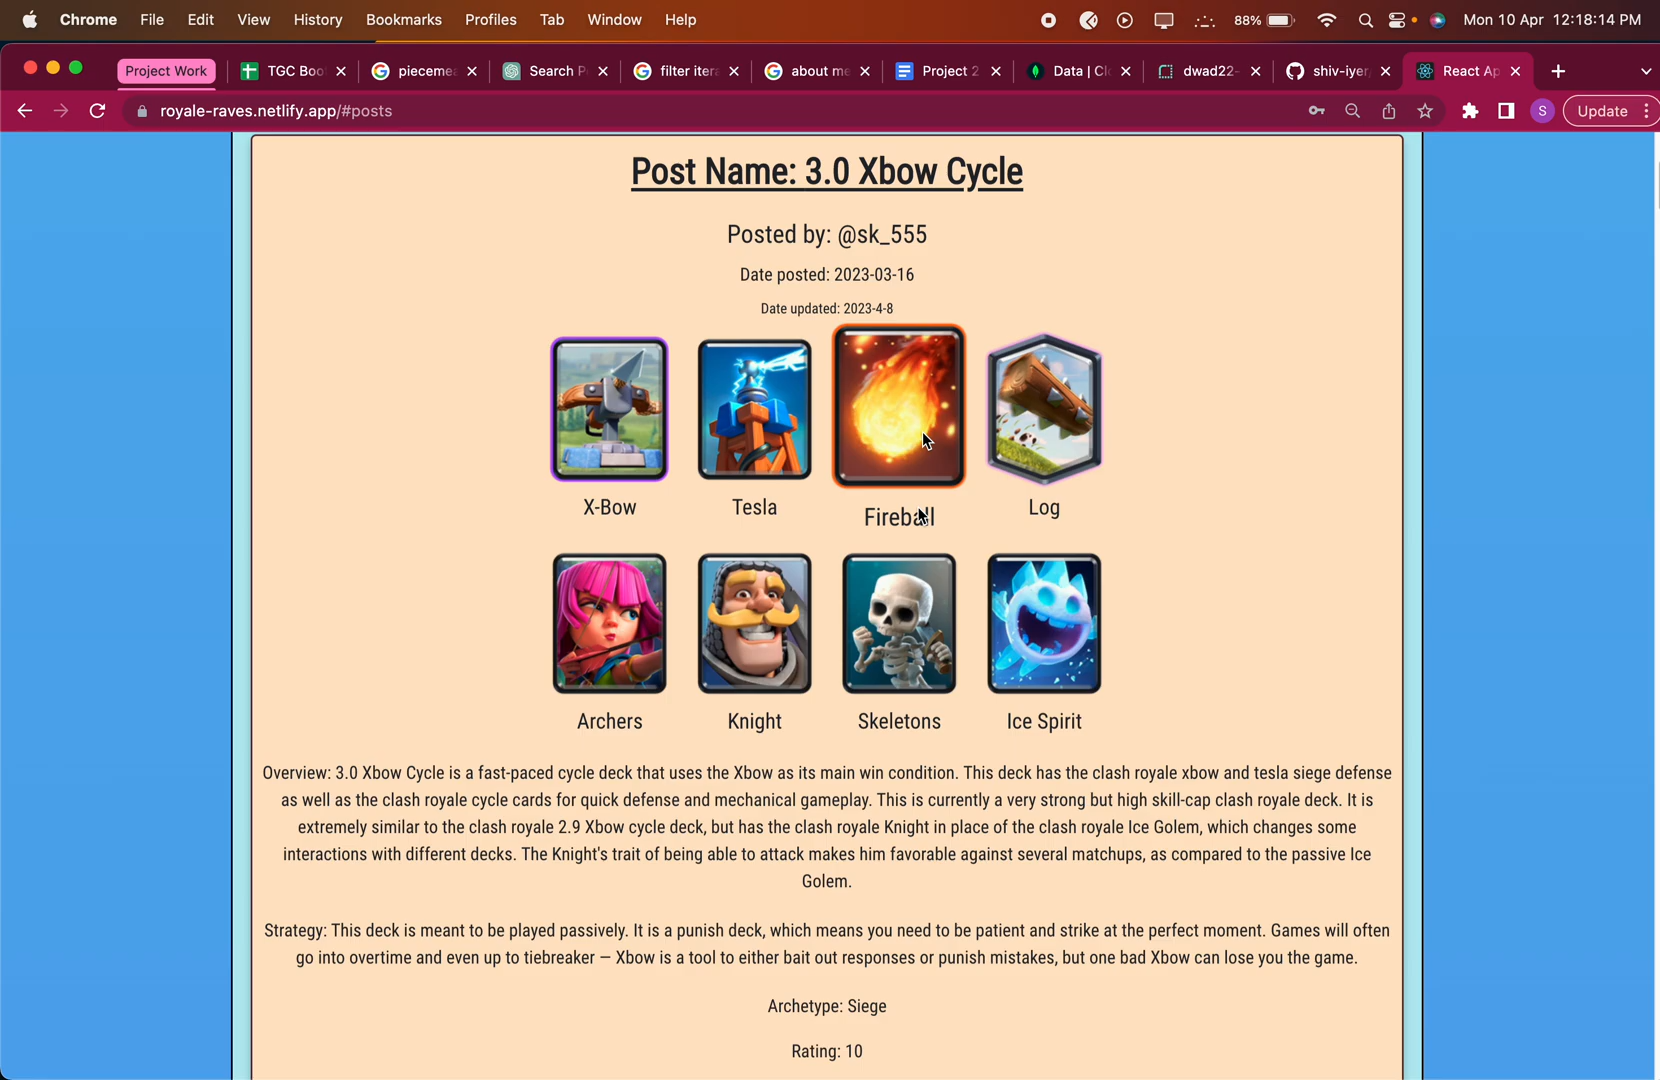 Chrome File Edit View History Bookmarks Profiles Tab Window Help 88% Mon 10 Apr 12:18:14 PM
Project Work TGC Boo pieceme Search P filter itera about me Project 2 Data | Cl dwad22- shiv-iyer React Ap
royale-raves.netlify.app/#posts S Update
Post Name: 3.0 Xbow Cycle
Posted by: @sk_555
Date posted: 2023-03-16
Date updated: 2023-4-8
X-Bow Tesla Fireball Log
Archers Knight Skeletons Ice Spirit
Overview: 3.0 Xbow Cycle is a fast-paced cycle deck that uses the Xbow as its main win condition. This deck has the clash royale xbow and tesla siege defense
as well as the clash royale cycle cards for quick defense and mechanical gameplay. This is currently a very strong but high skill-cap clash royale deck. It is
extremely similar to the clash royale 2.9 Xbow cycle deck, but has the clash royale Knight in place of the clash royale Ice Golem, which changes some
interactions with different decks. The Knight's trait of being able to attack makes him favorable against several matchups, as compared to the passive Ice
Golem.
Strategy: This deck is meant to be played passively. It is a punish deck, which means you need to be patient and strike at the perfect moment. Games will often
go into overtime and even up to tiebreaker – Xbow is a tool to either bait out responses or punish mistakes, but one bad Xbow can lose you the game.
Archetype: Siege
Rating: 10